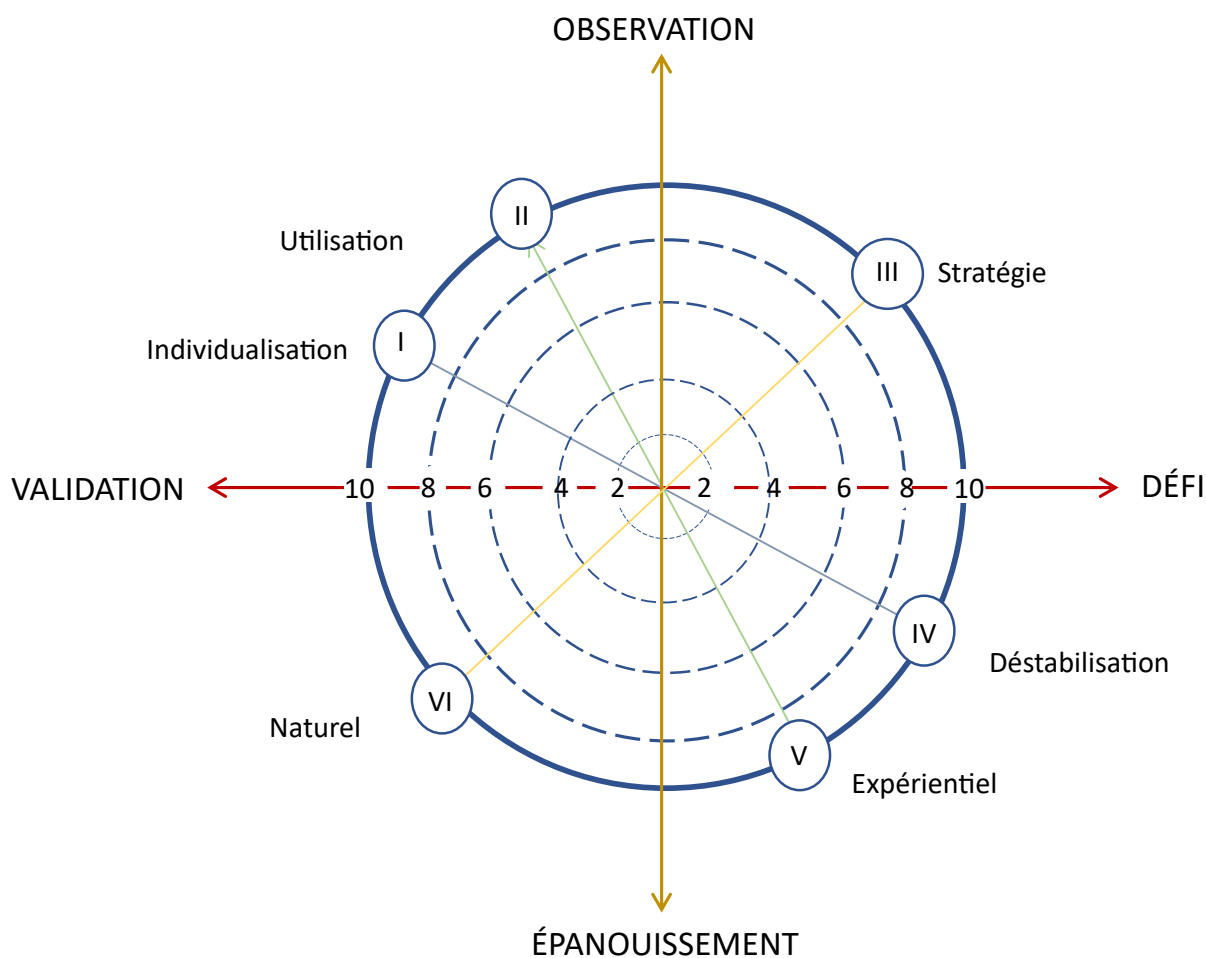 OBSERVATION
II
Utilisation
III
Stratégie
I
Individualisation
VALIDATION
10 8 6 4 2 2 4 6 8 10
DÉFI
IV
Déstabilisation
VI
Naturel
V
Expérientiel
ÉPANOUISSEMENT